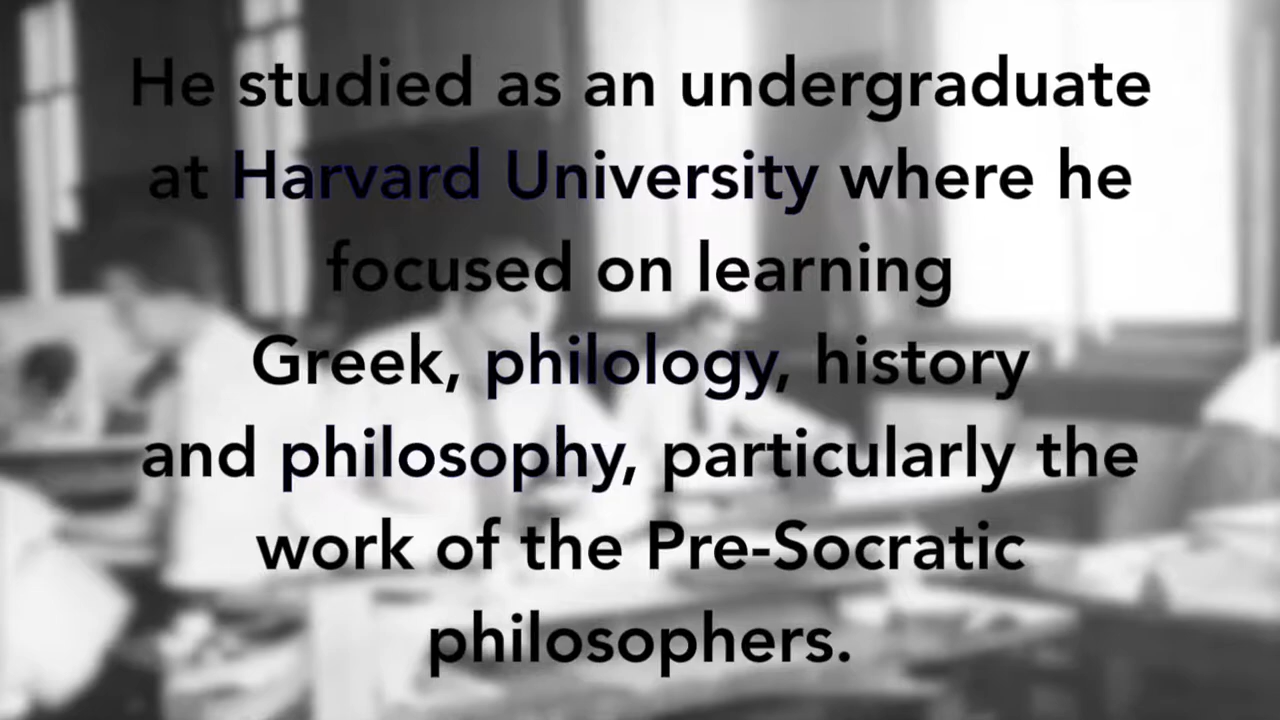 He studied as an undergraduate
at Harvard University where he
focused on learning
Greek, philology, history
and philosophy, particularly the
work of the Pre-Socratic
philosophers.